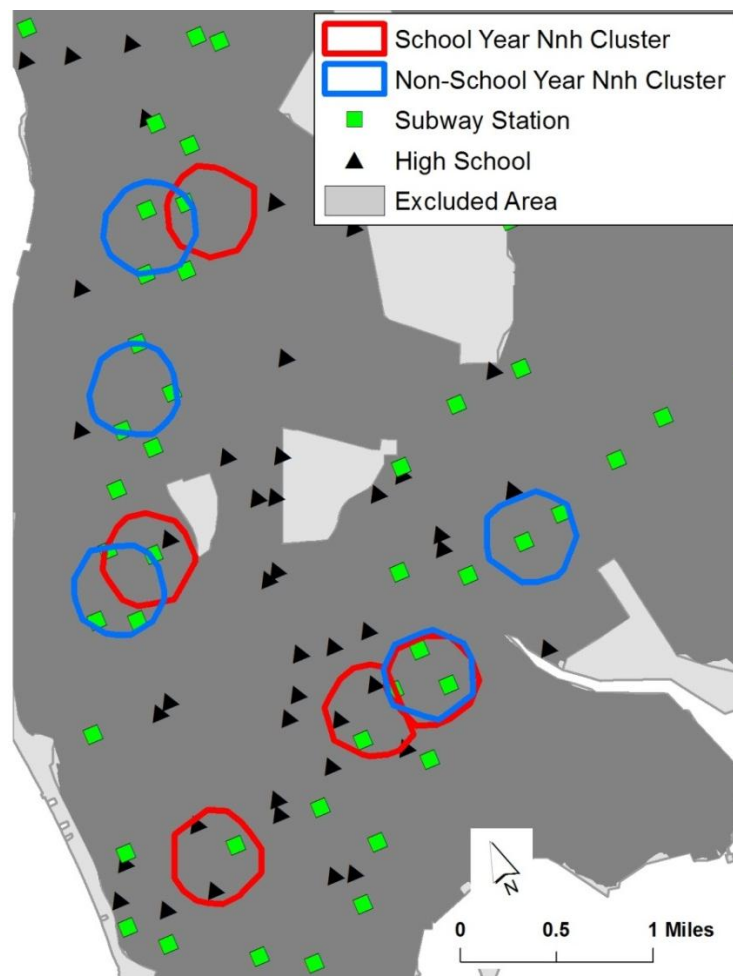 School Year Nnh Cluster
Non-School Year Nnh Cluster
Subway Station
High School
Excluded Area
N
0 0.5 1 Miles